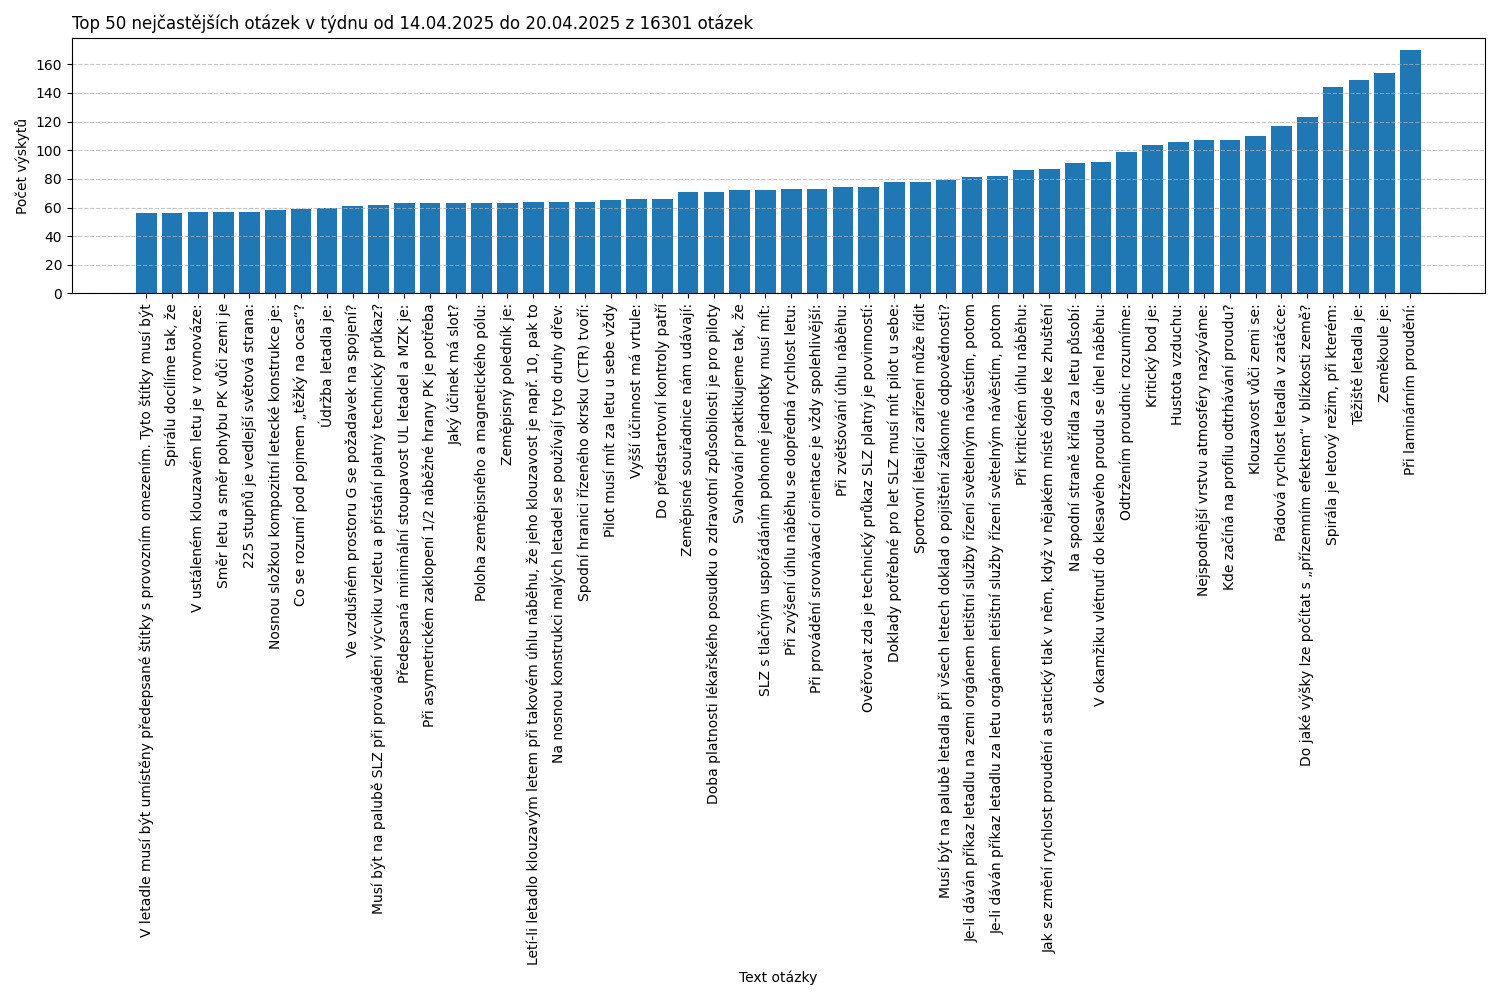 Top 50 nejčastějších otázek v týdnu od 14.04.2025 do 20.04.2025 z 16301 otázek
Počet výskytů
160
140
120
100
80
60
40
20
0
V letadle musí být umístěny předepsané štítky s provozním omezením. Tyto štítky musí být
Spirálu docílíme tak, že
V ustáleném klouzavém letu je v rovnováze:
Směr letu a směr pohybu PK vůči zemi je
225 stupňů je vedlejší světová strana:
Nosnou složkou kompozitní letecké konstrukce je:
Co se rozumí pod pojmem „těžký na ocas“?
Údržba letadla je:
Ve vzdušném prostoru G se požadavek na spojení?
Musí být na palubě SLZ při provádění výcviku vzletu a přistání platný technický průkaz?
Předepsaná minimální stoupavost UL letadel a MZK je:
Při asymetrickém zaklopení 1/2 náběžné hrany PK je potřeba
Jaký účinek má slot?
Poloha zeměpisného a magnetického pólu:
Zeměpisný poledník je:
Letí-li letadlo klouzavým letem při takovém úhlu náběhu, že jeho klouzavost je např. 10, pak to
Na nosnou konstrukci malých letadel se používají tyto druhy dřev:
Spodní hranicí řízeného okrsku (CTR) tvoří:
Pilot musí mít za letu u sebe vždy
Vyšší účinnost má vrtule:
Do předstartovní kontroly patří
Zeměpisné souřadnice nám udávají:
Doba platnosti lékařského posudku o zdravotní způsobilosti je pro piloty
Svahování praktikujeme tak, že
SLZ s tlačným uspořádáním pohonné jednotky musí mít:
Při zvýšení úhlu náběhu se dopředná rychlost letu:
Při provádění srovnávací orientace je vždy spolehlivější:
Při zvětšování úhlu náběhu:
Ověřovat zda je technický průkaz SLZ platný je povinností:
Doklady potřebné pro let SLZ musí mít pilot u sebe:
Sportovní létající zařízení může řídit
Musí být na palubě letadla při všech letech doklad o pojištění zákonné odpovědnosti?
Je-li dáván příkaz letadlu na zemi orgánem letištní služby řízení světelným návěstím, potom
Je-li dáván příkaz letadlu za letu orgánem letištní služby řízení světelným návěstím, potom
Při kritickém úhlu náběhu:
Jak se změní rychlost proudění a statický tlak v něm, když v nějakém místě dojde ke zhuštění
Na spodní straně křídla za letu působí:
V okamžiku vlétnutí do klesavého proudu se úhel náběhu:
Odtržením proudnic rozumíme:
Kritický bod je:
Hustota vzduchu:
Nejspodnější vrstvu atmosféry nazýváme:
Kde začíná na profilu odtrhávání proudu?
Klouzavost vůči zemi se:
Pádová rychlost letadla v zatáčce:
Do jaké výšky lze počítat s „přízemním efektem“ v blízkosti země?
Spirála je letový režim, při kterém:
Těžiště letadla je:
Zeměkoule je:
Při laminárním proudění:
Text otázky